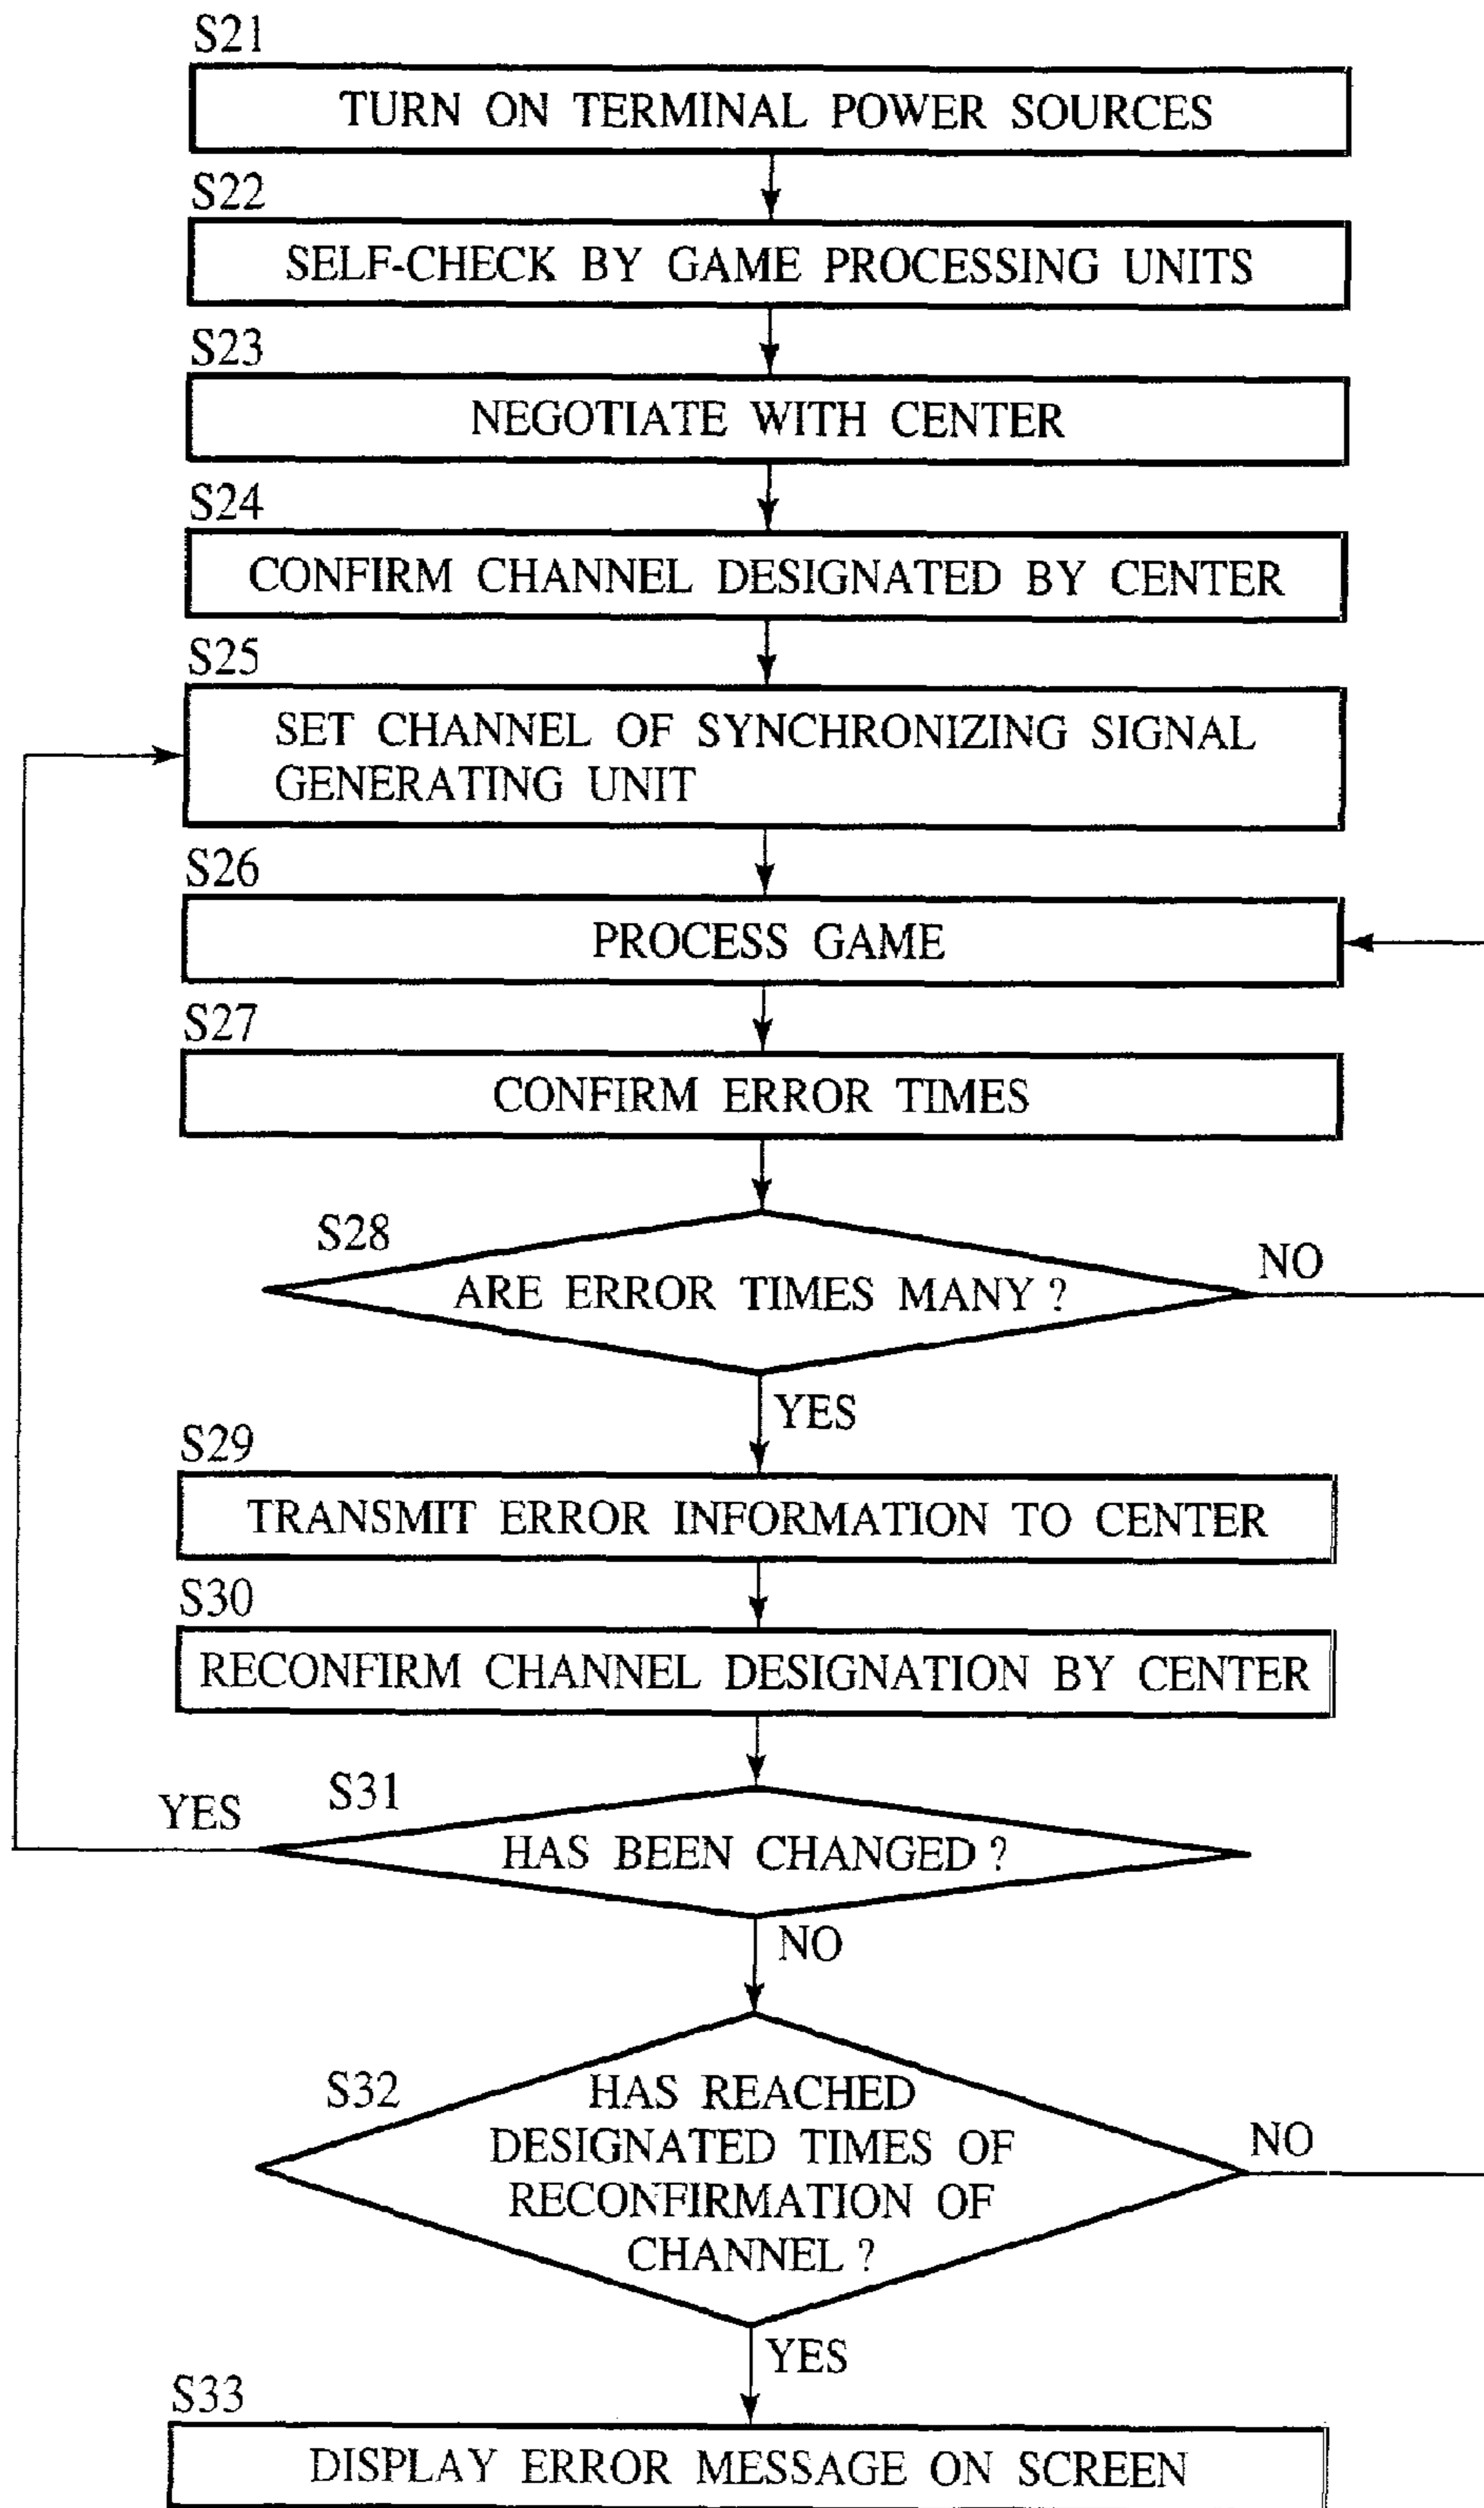 S21
TURN ON TERMINAL POWER SOURCES
S22
SELF-CHECK BY GAME PROCESSING UNITS
S23
NEGOTIATE WITH CENTER
S24
CONFIRM CHANNEL DESIGNATED BY CENTER
S25
SET CHANNEL OF SYNCHRONIZING SIGNAL
GENERATING UNIT
S26
PROCESS GAME
S27
CONFIRM ERROR TIMES
S28
ARE ERROR TIMES MANY ?
NO
YES
S29
TRANSMIT ERROR INFORMATION TO CENTER
S30
RECONFIRM CHANNEL DESIGNATION BY CENTER
S31
YES
HAS BEEN CHANGED ?
NO
S32
HAS REACHED
DESIGNATED TIMES OF
RECONFIRMATION OF
CHANNEL ?
NO
YES
S33
DISPLAY ERROR MESSAGE ON SCREEN